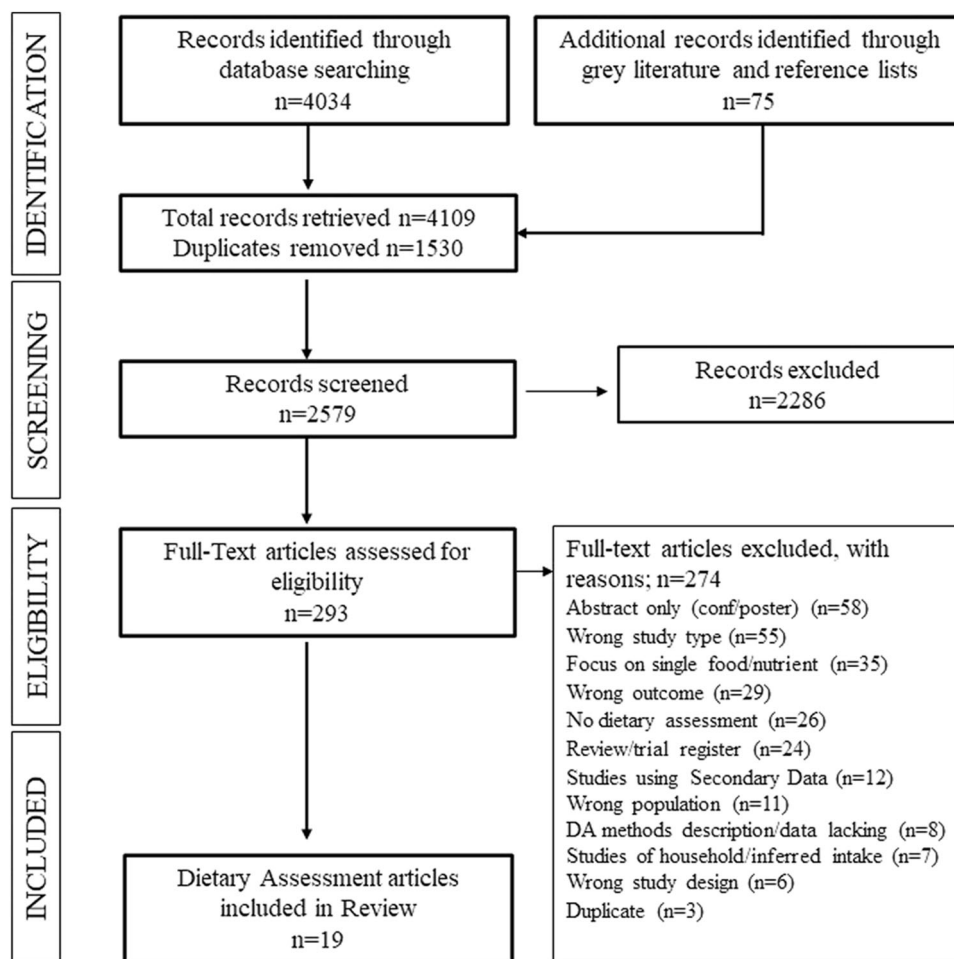 IDENTIFICATION
Records identified through
database searching
n=4034
Additional records identified through
grey literature and reference lists
n=75
Total records retrieved n=4109
Duplicates removed n=1530
SCREENING
Records screened
n=2579
Records excluded
n=2286
ELIGIBILITY
Full-Text articles assessed for
eligibility
n=293
Full-text articles excluded, with
reasons; n=274
Abstract only (conf/poster) (n=58)
Wrong study type (n=55)
Focus on single food/nutrient (n=35)
Wrong outcome (n=29)
No dietary assessment (n=26)
Review/trial register (n=24)
Studies using Secondary Data (n=12)
Wrong population (n=11)
DA methods description/data lacking (n=8)
Studies of household/inferred intake (n=7)
Wrong study design (n=6)
Duplicate (n=3)
INCLUDED
Dietary Assessment articles
included in Review
n=19